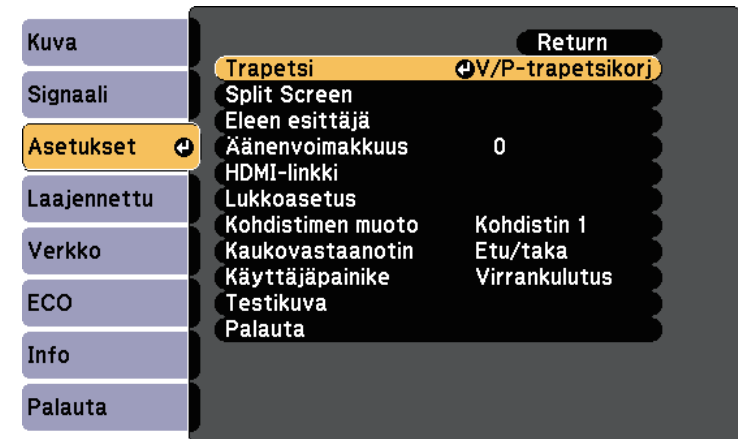 Kuva
Signaali
Asetukset
Laajennettu
Verkko
ECO
Info
Palauta
Return
Trapetsi V/P-trapetsikorj
Split Screen
Eleen esittäjä
Äänenvoimakkuus 0
HDMI-linkki
Lukkoasetus
Kohdistimen muoto Kohdistin 1
Kaukovastaanotin Etu/taka
Käyttäjäpainike Virrankulutus
Testikuva
Palauta